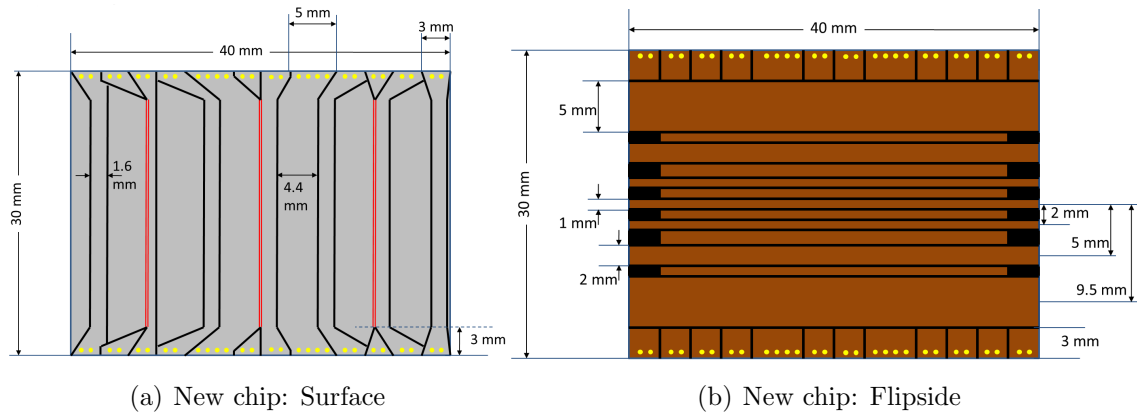 5 mm
3 mm
40 mm
30 mm
1.6
mm
4.4
mm
3 mm
(a) New chip: Surface
40 mm
5 mm
30 mm
1 mm
2 mm
2 mm
5 mm
9.5 mm
3 mm
(b) New chip: Flipside